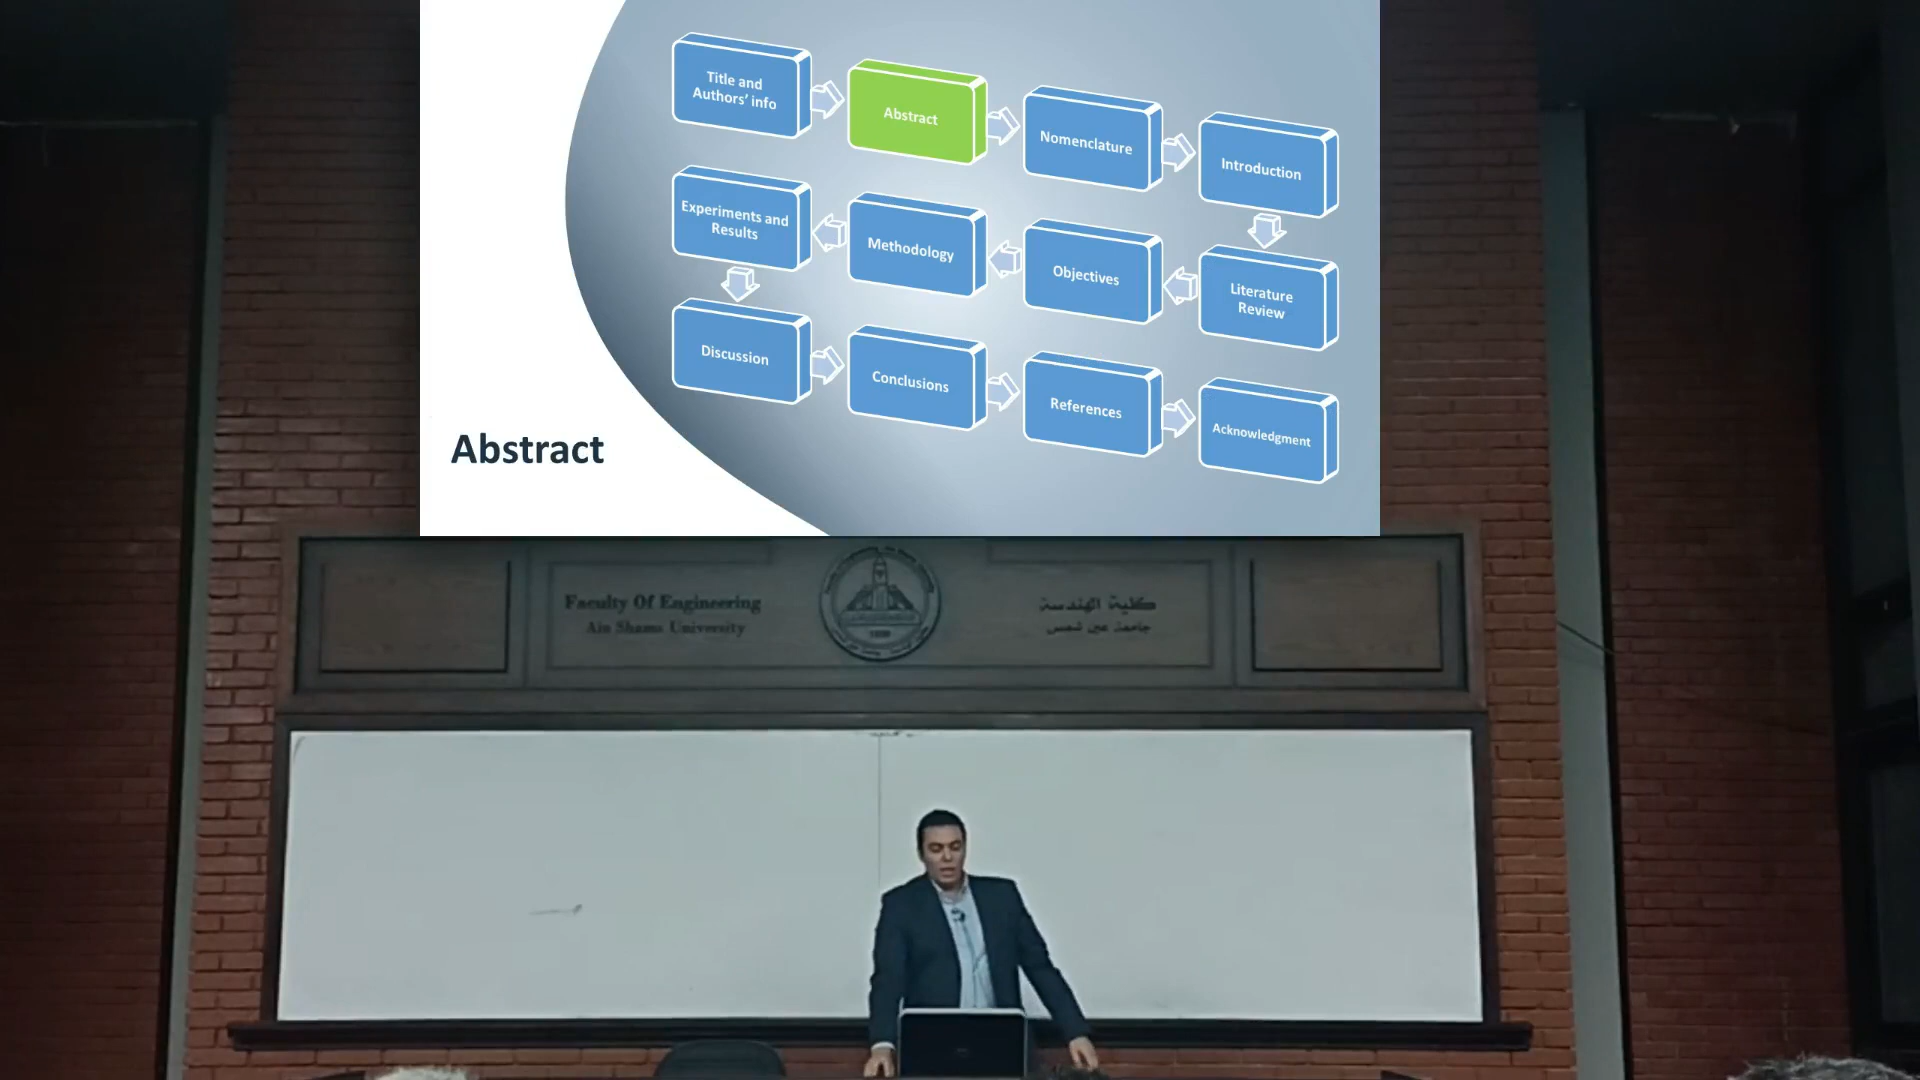 Title and
Authors' info
Abstract
Nomenclature
Introduction
Experiments and
Results
Methodology
Objectives
Literature
Review
Discussion
Conclusions
References
Acknowledgment
Abstract
Faculty Of Engineering
Ain Shams University
كلية الهندسة
جامعة عين شمس